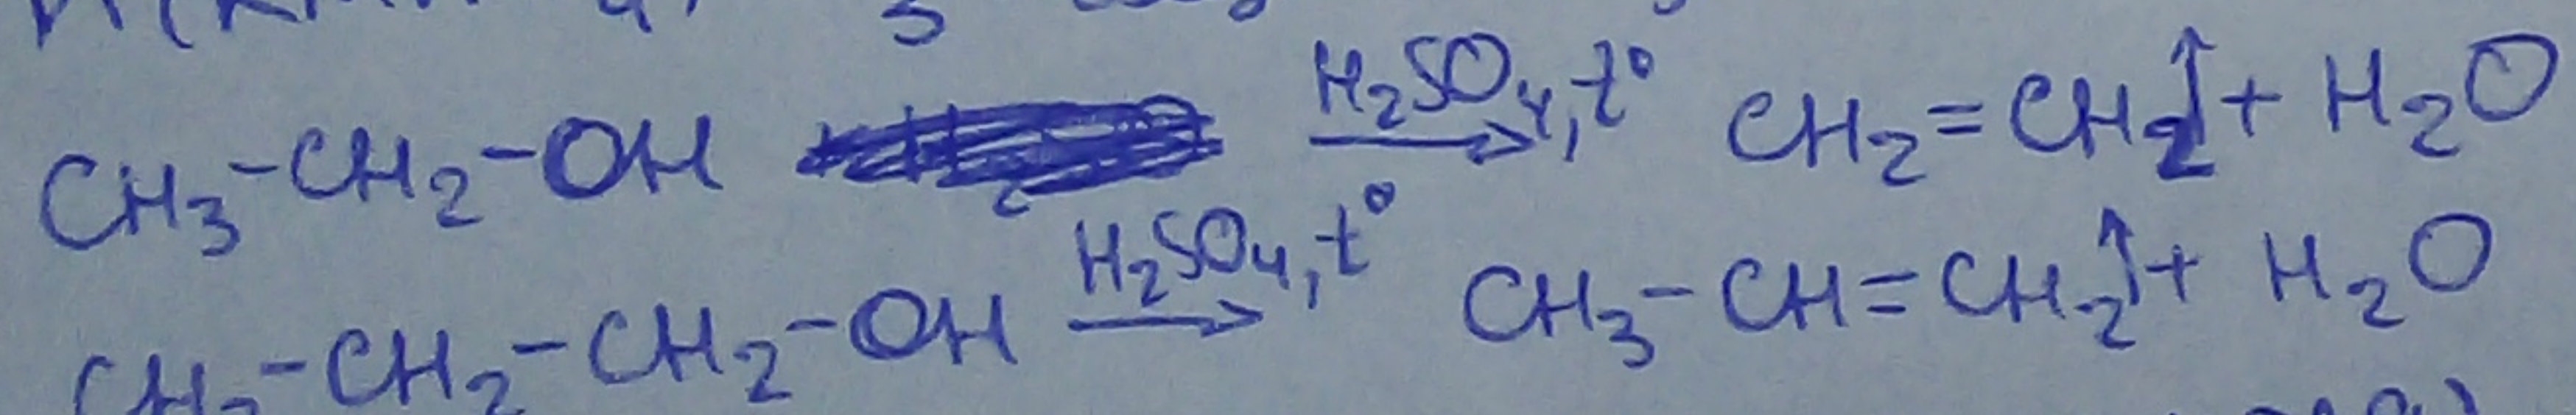 CH₃-CH₂-OH H₂SO₄,t° → CH₂=CH₂↑+ H₂O
CH₃-CH₂-CH₂-OH H₂SO₄,t° → CH₃-CH=CH₂↑+ H₂O